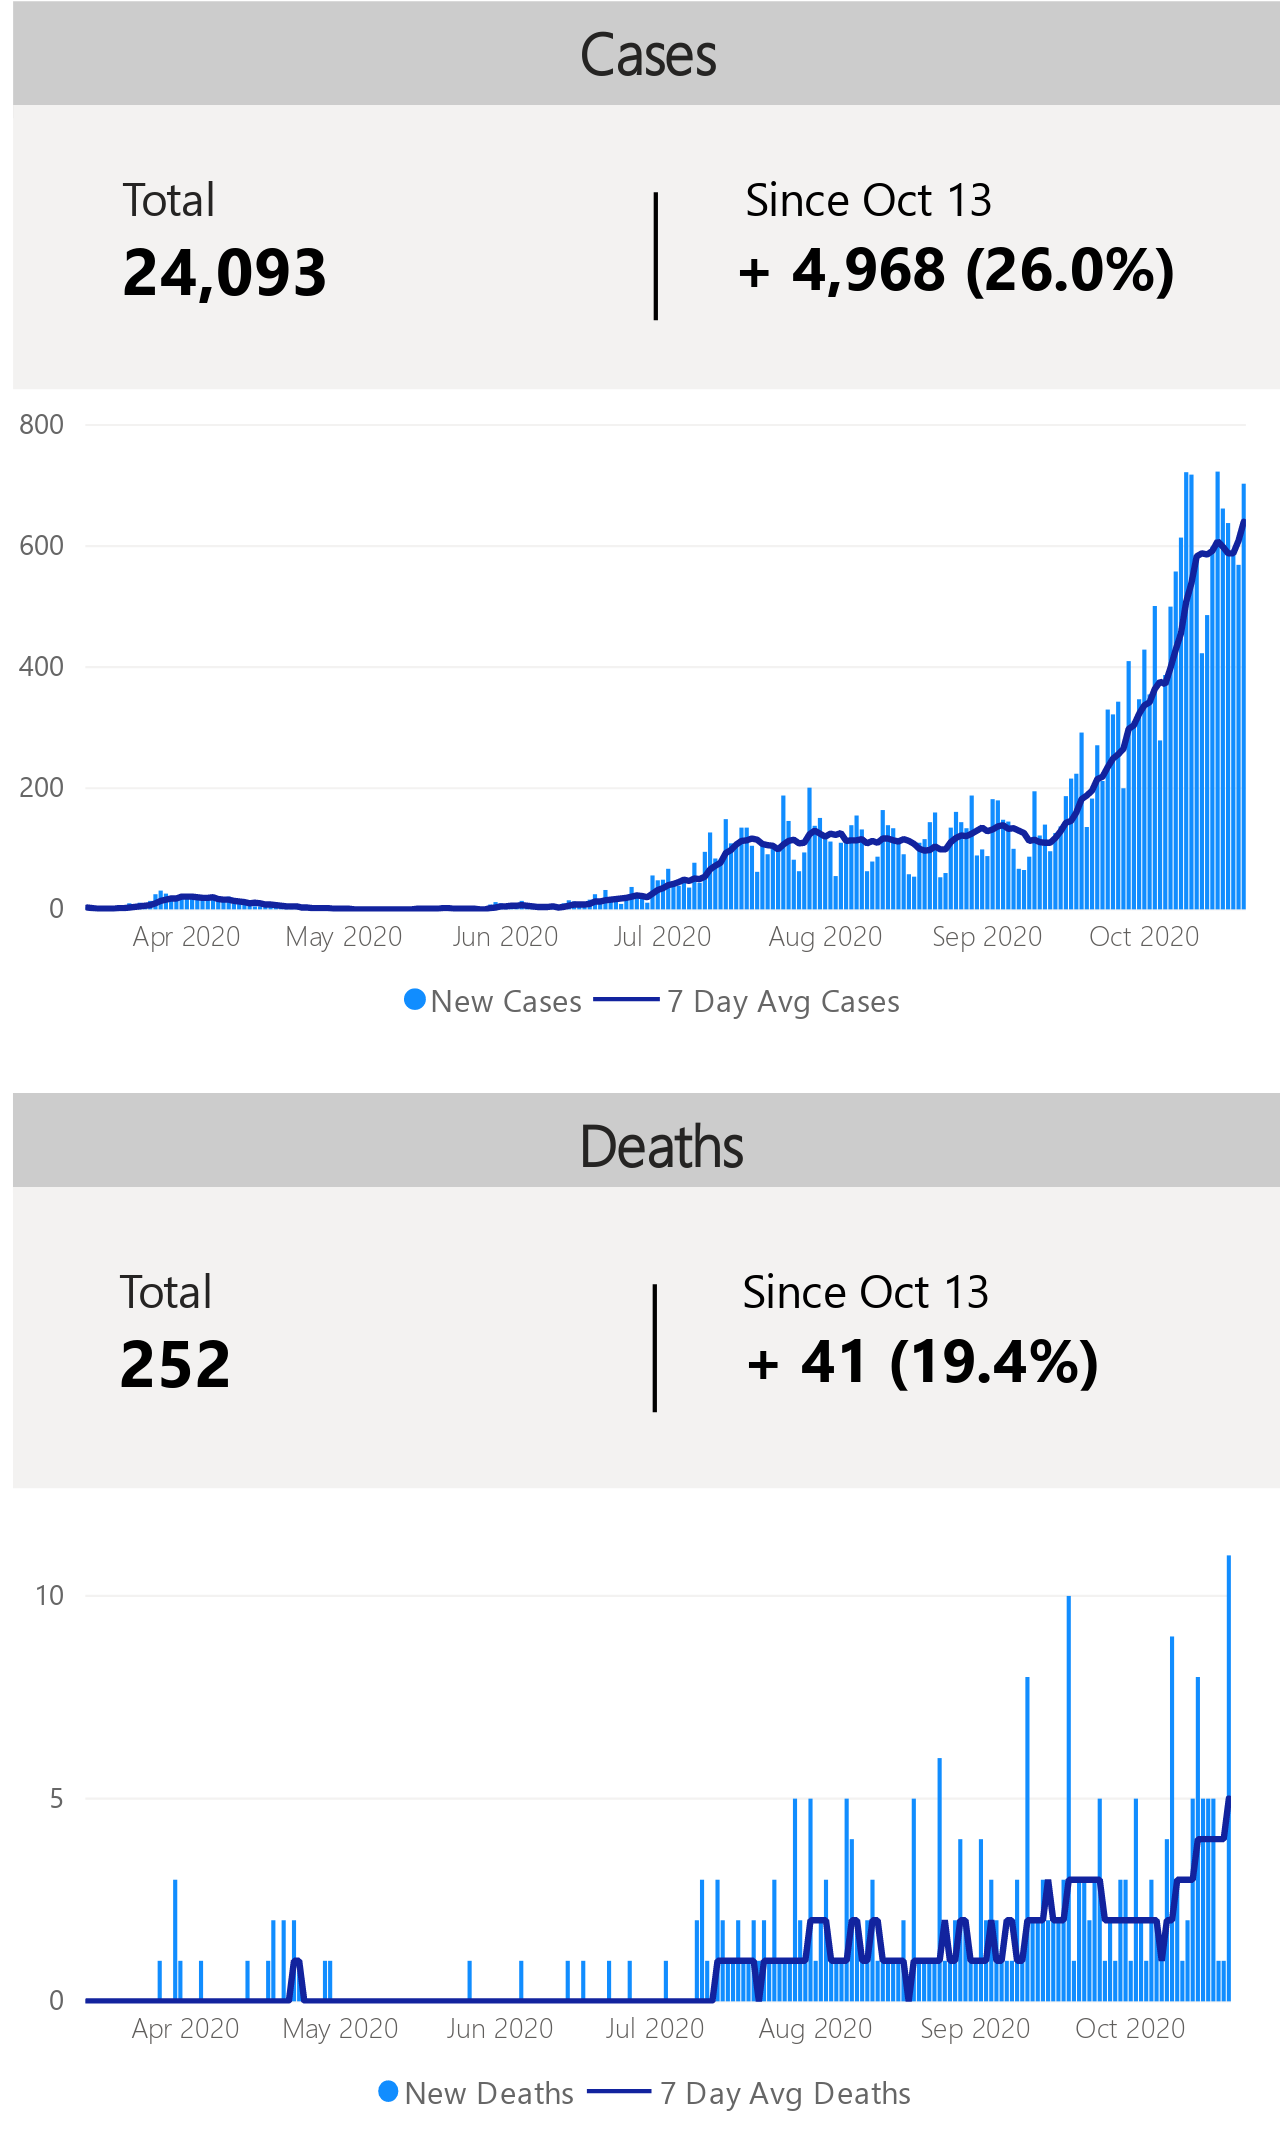 Cases
Total
Since Oct 13
24,093
+ 4,968 (26.0%)
800
600
400
200
0
Apr 2020 May 2020 Jun 2020 Jul 2020 Aug 2020 Sep 2020 Oct 2020
New Cases 7 Day Avg Cases
Deaths
Total
Since Oct 13
252
+ 41 (19.4%)
10
5
0
Apr 2020 May 2020 Jun 2020 Jul 2020 Aug 2020 Sep 2020 Oct 2020
New Deaths 7 Day Avg Deaths